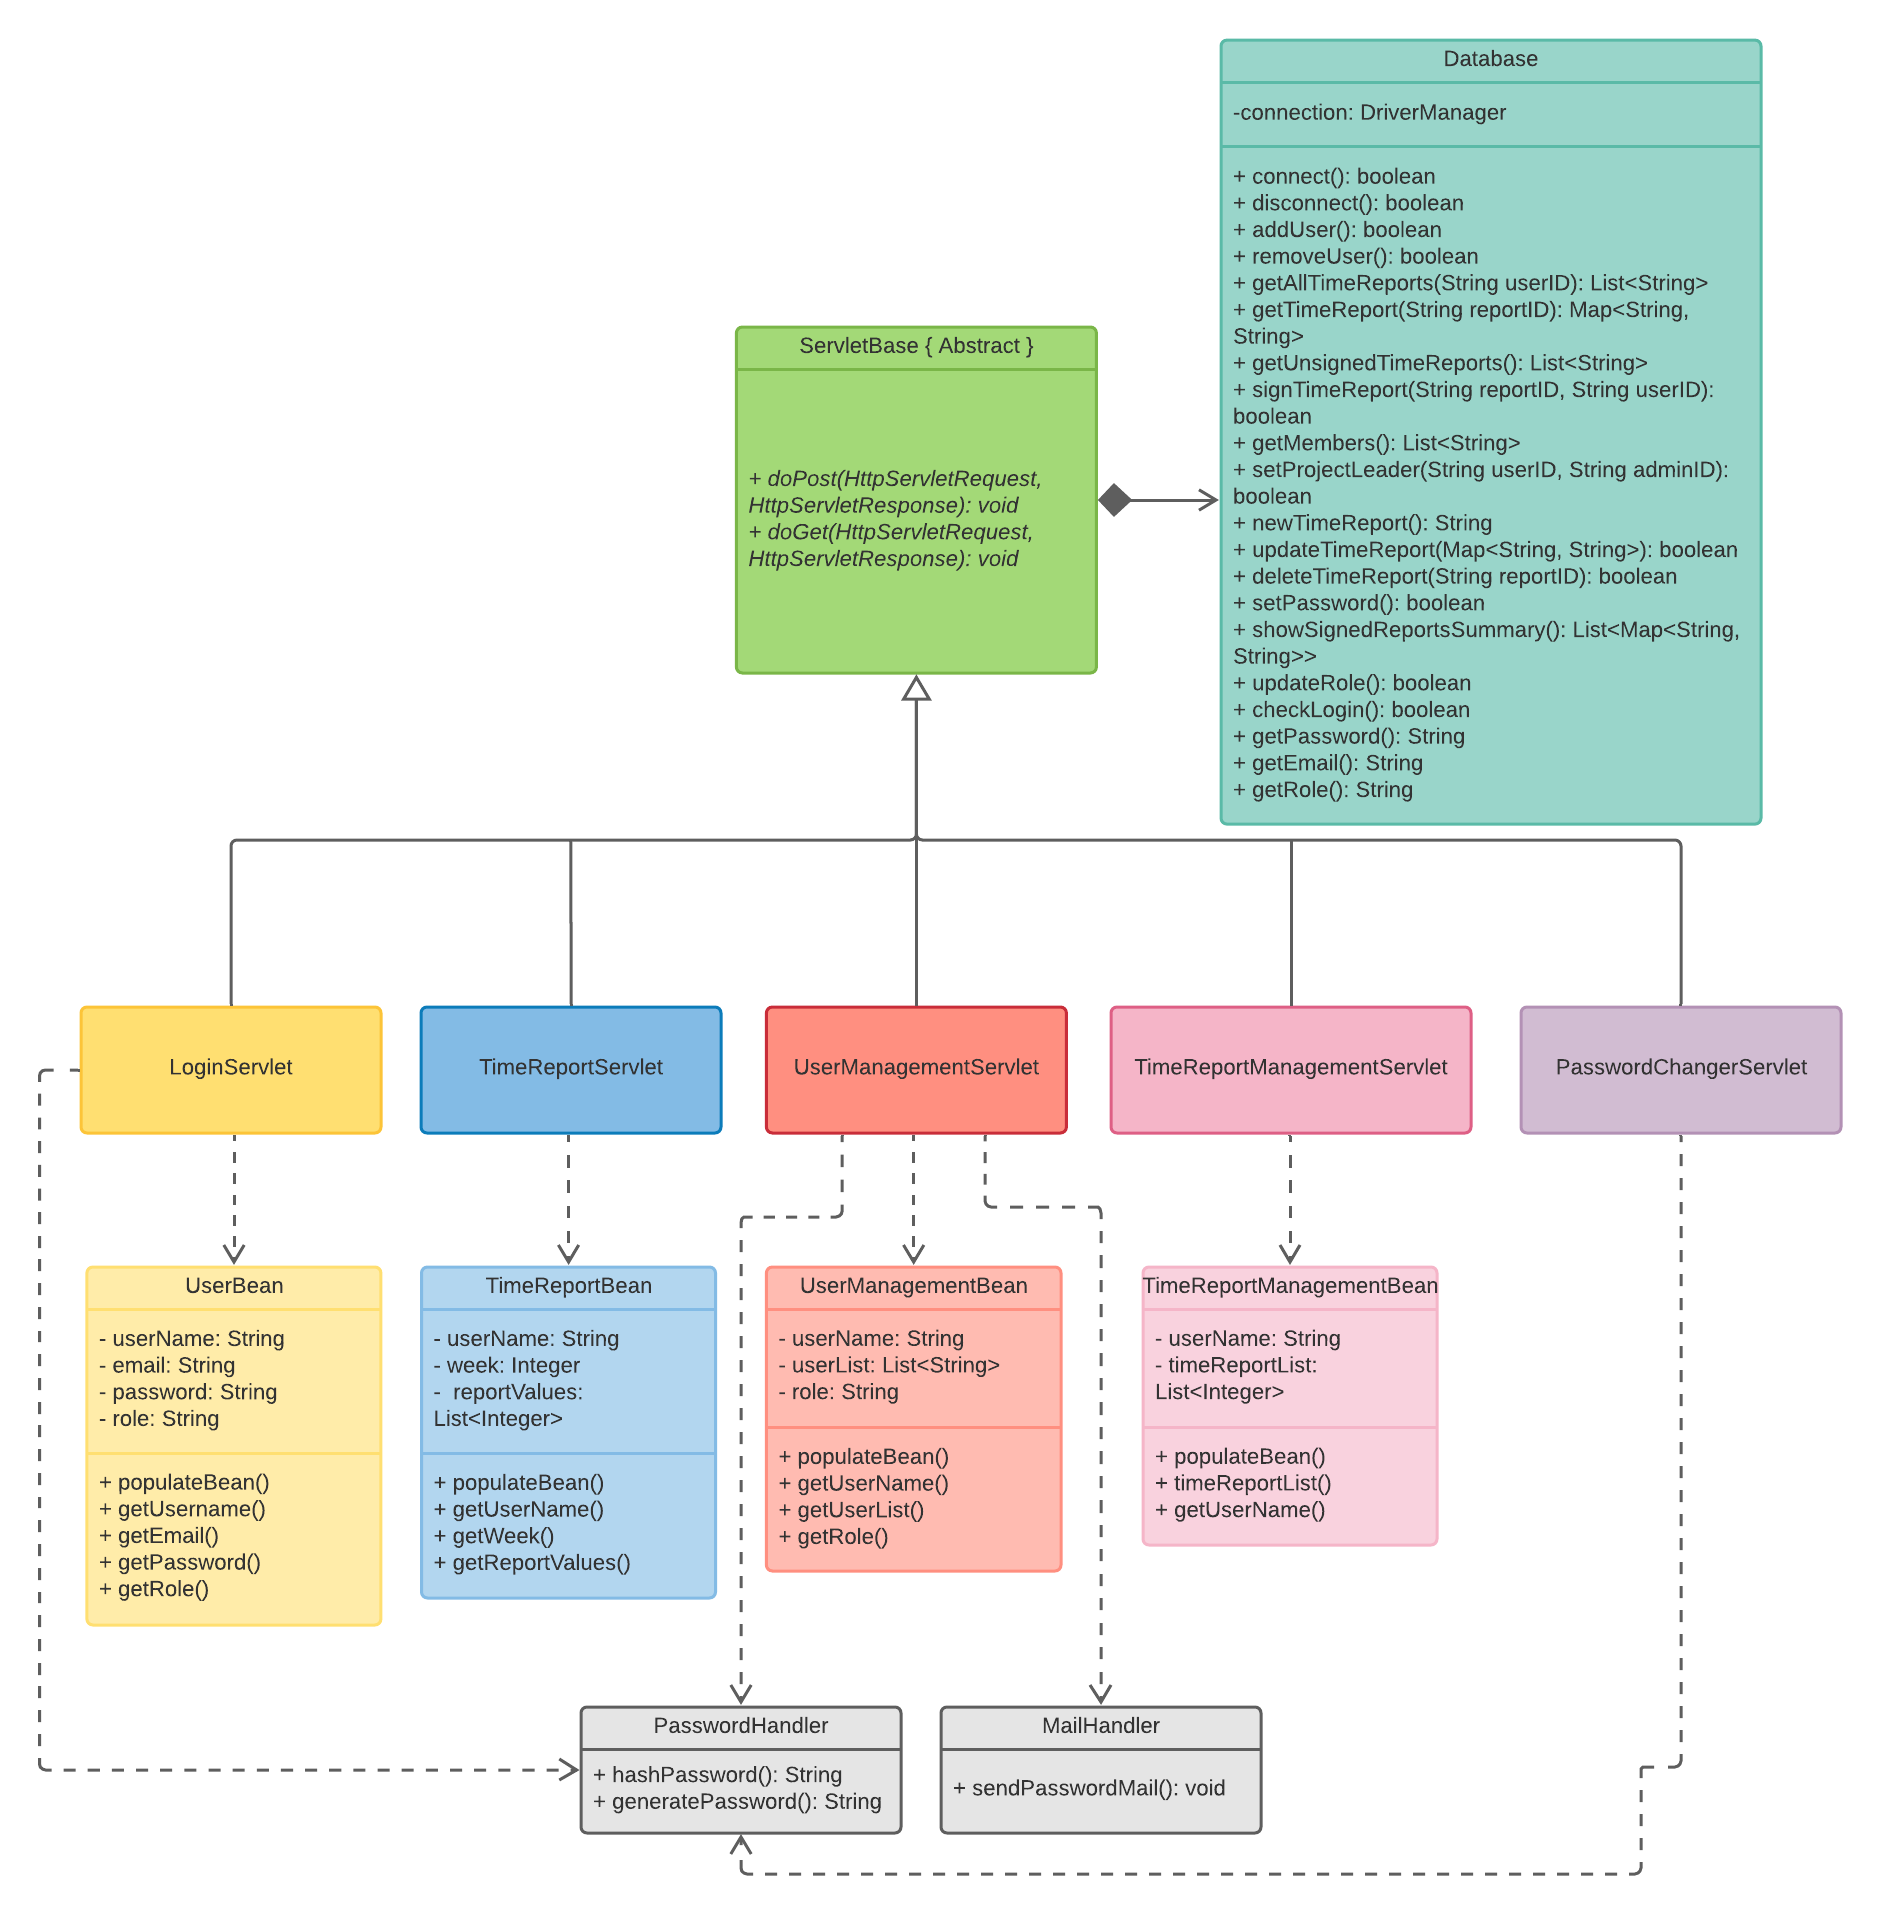 Database
-connection: DriverManager
+ connect(): boolean
+ disconnect(): boolean
+ addUser(): boolean
+ removeUser(): boolean
+ getAllTimeReports(String userID): List<String>
+ getTimeReport(String reportID): Map<String,
String>
+ getUnsignedTimeReports(): List<String>
+ signTimeReport(String reportID, String userID):
boolean
+ getMembers(): List<String>
+ setProjectLeader(String userID, String adminID):
boolean
+ newTimeReport(): String
+ updateTimeReport(Map<String, String>): boolean
+ deleteTimeReport(String reportID): boolean
+ setPassword(): boolean
+ showSignedReportsSummary(): List<Map<String,
String>>
+ updateRole(): boolean
+ checkLogin(): boolean
+ getPassword(): String
+ getEmail(): String
+ getRole(): String
ServletBase { Abstract }
+ doPost(HttpServletRequest,
HttpServletResponse): void
+ doGet(HttpServletRequest,
HttpServletResponse): void
LoginServlet
TimeReportServlet
UserManagementServlet
TimeReportManagementServlet
PasswordChangerServlet
UserBean
- userName: String
- email: String
- password: String
- role: String
+ populateBean()
+ getUsername()
+ getEmail()
+ getPassword()
+ getRole()
TimeReportBean
- userName: String
- week: Integer
-  reportValues:
List<Integer>
+ populateBean()
+ getUserName()
+ getWeek()
+ getReportValues()
UserManagementBean
- userName: String
- userList: List<String>
- role: String
+ populateBean()
+ getUserName()
+ getUserList()
+ getRole()
TimeReportManagementBean
- userName: String
- timeReportList:
List<Integer>
+ populateBean()
+ timeReportList()
+ getUserName()
PasswordHandler
+ hashPassword(): String
+ generatePassword(): String
MailHandler
+ sendPasswordMail(): void